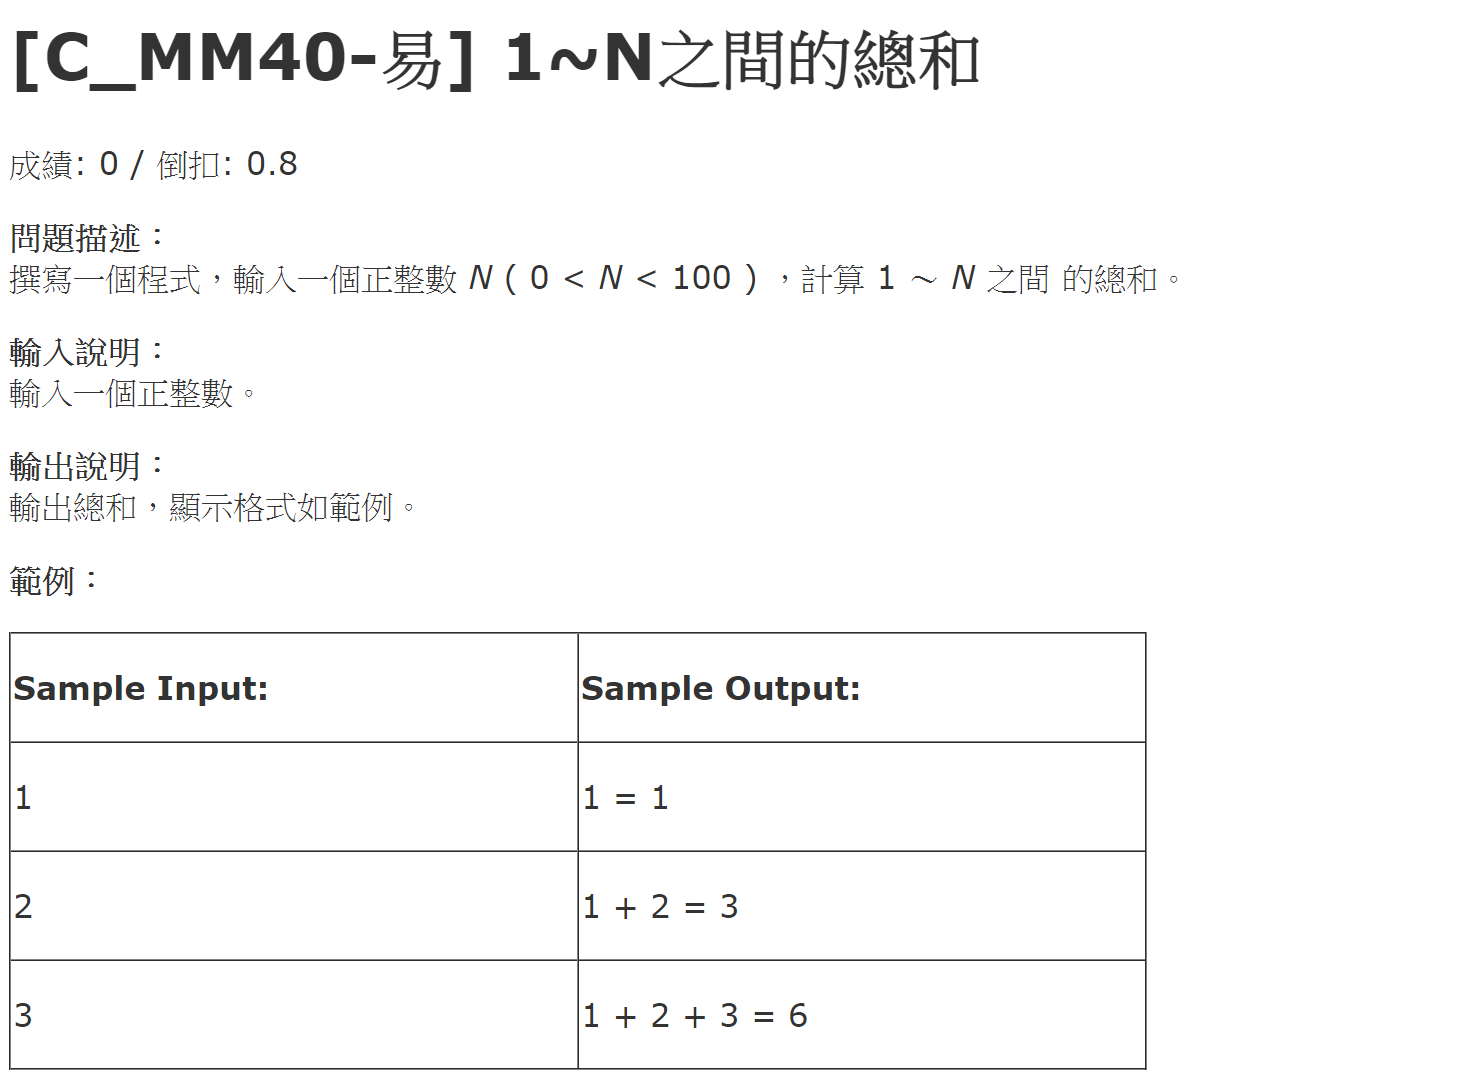 [C_MM40-易] 1~N之間的總和
成績: 0 / 倒扣: 0.8
問題描述：
撰寫一個程式，輸入一個正整數 N ( 0 < N < 100 ) ，計算 1 ～ N 之間 的總和。
輸入說明：
輸入一個正整數。
輸出說明：
輸出總和，顯示格式如範例。
範例：
Sample Input: Sample Output:
1 1 = 1
2 1 + 2 = 3
3 1 + 2 + 3 = 6